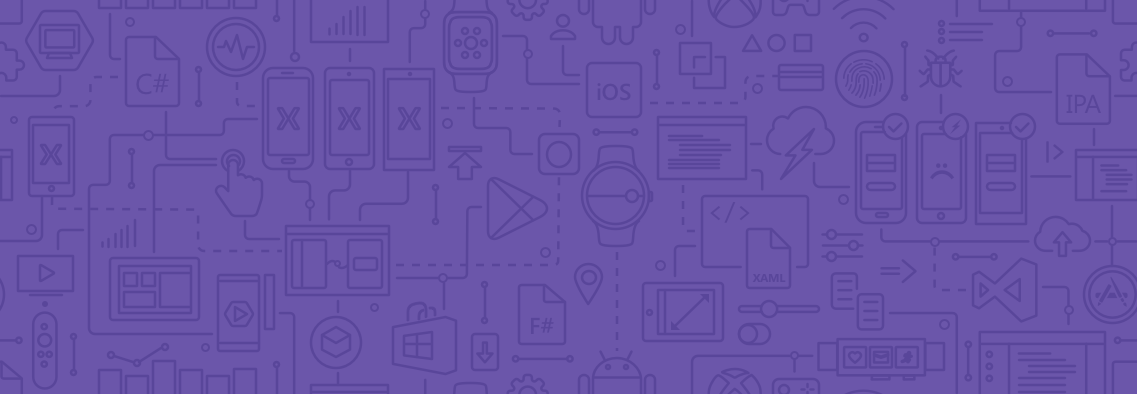 C#
iOS
IPA
</>
XAML
F#